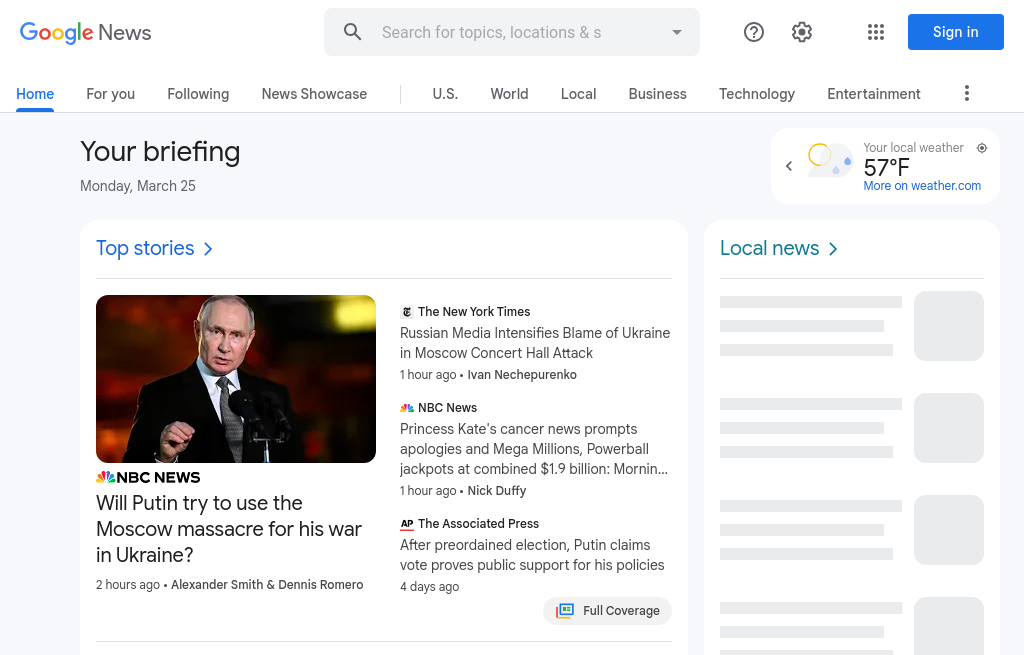 Google News
Search for topics, locations & s
Sign in
Home
For you
Following
News Showcase
U.S.
World
Local
Business
Technology
Entertainment
Your briefing
Monday, March 25
Your local weather
57°F
More on weather.com
Top stories
NBC NEWS
Will Putin try to use the
Moscow massacre for his war
in Ukraine?
2 hours ago • Alexander Smith & Dennis Romero
The New York Times
Russian Media Intensifies Blame of Ukraine
in Moscow Concert Hall Attack
1 hour ago • Ivan Nechepurenko
NBC News
Princess Kate's cancer news prompts
apologies and Mega Millions, Powerball
jackpots at combined $1.9 billion: Mornin...
1 hour ago • Nick Duffy
AP The Associated Press
After preordained election, Putin claims
vote proves public support for his policies
4 days ago
Full Coverage
Local news